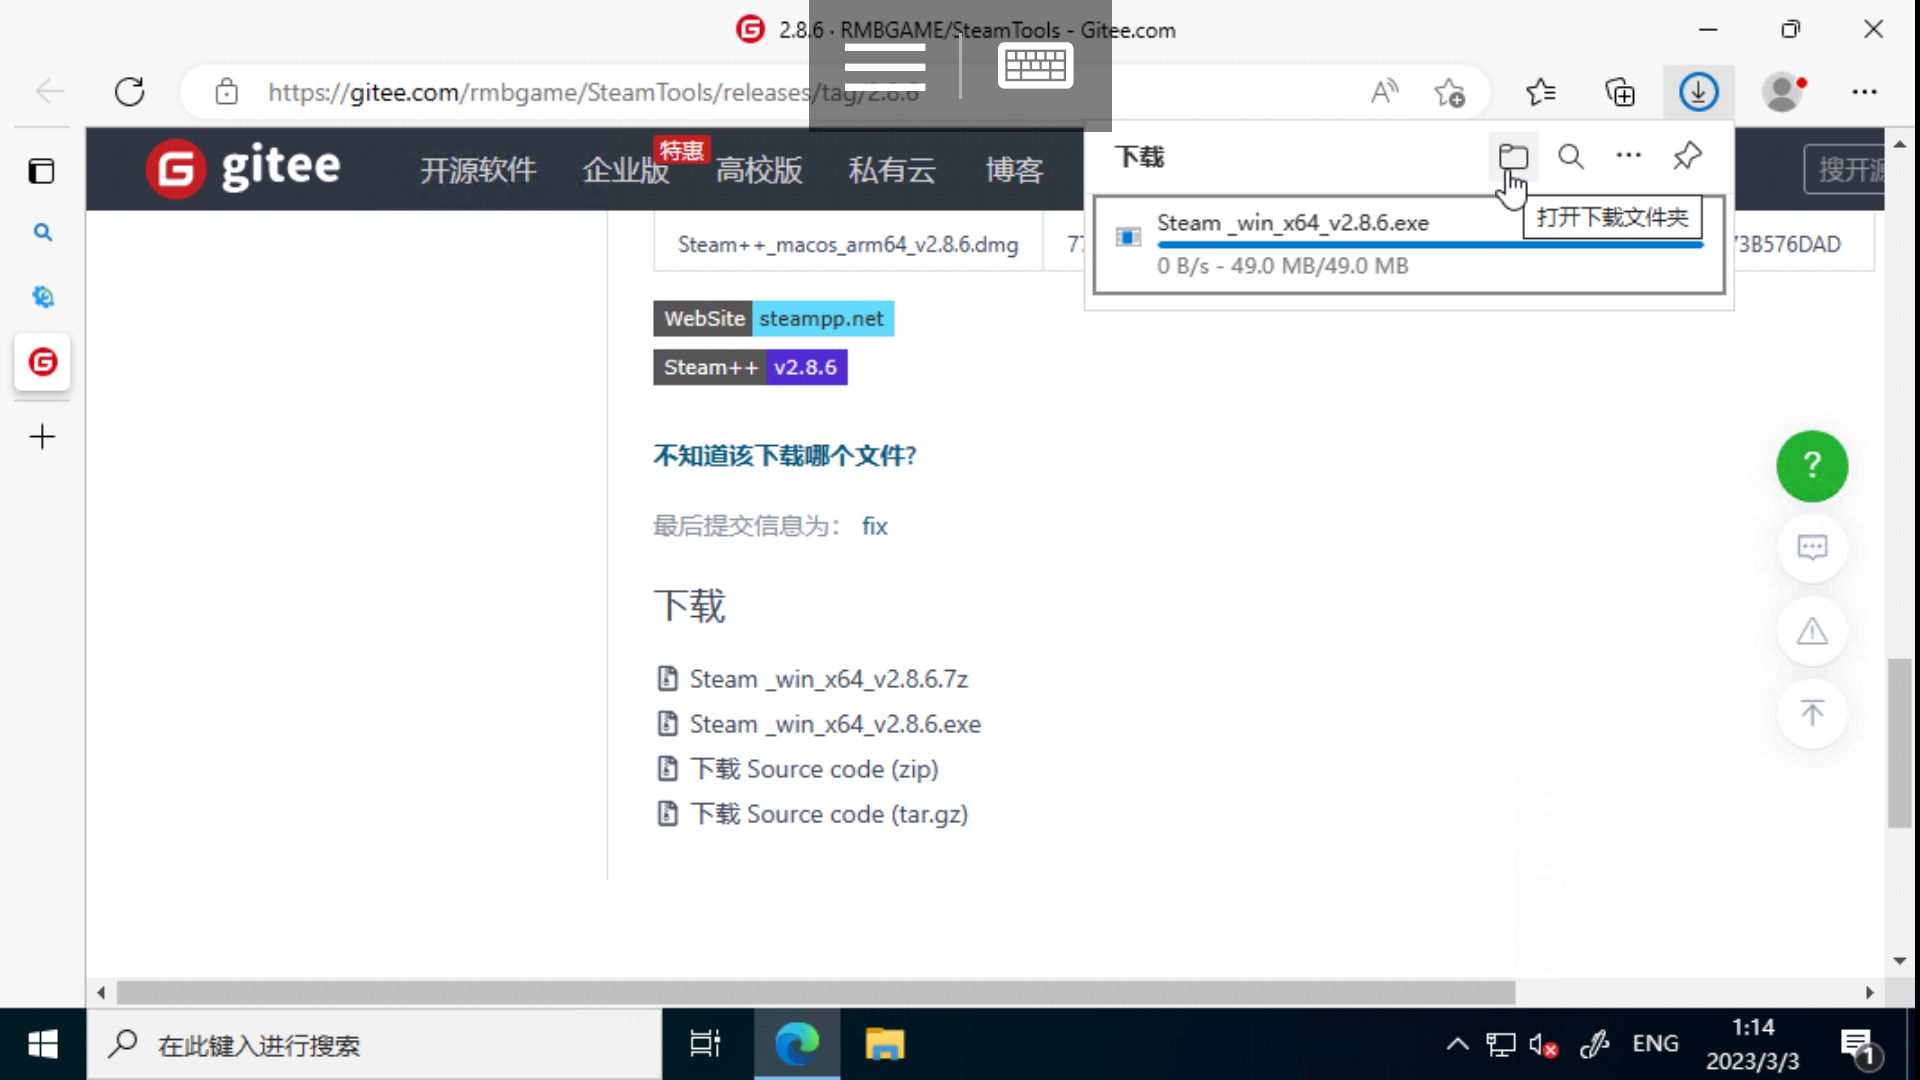 2.8.6 · RMBGAME/SteamTools - Gitee.com
https://gitee.com/rmbgame/SteamTools/releases/tag/2.8.6
gitee
开源软件
企业版
特惠
高校版
私有云
博客
搜开源
下载
打开下载文件夹
Steam _win_x64_v2.8.6.exe
0 B/s - 49.0 MB/49.0 MB
Steam++_macos_arm64_v2.8.6.dmg
73B576DAD
WebSite steampp.net
Steam++ v2.8.6
不知道该下载哪个文件?
最后提交信息为： fix
下载
Steam _win_x64_v2.8.6.7z
Steam _win_x64_v2.8.6.exe
下载 Source code (zip)
下载 Source code (tar.gz)
在此键入进行搜索
ENG
1:14
2023/3/3
1